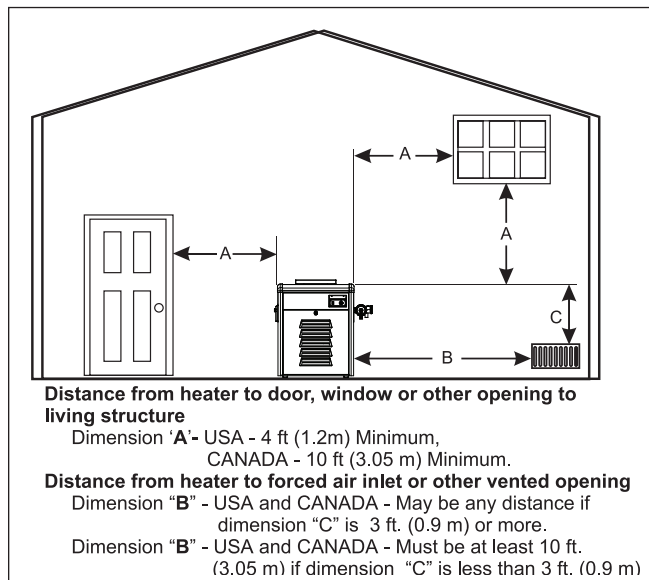 A
A
A
C
B
Distance from heater to door, window or other opening to
living structure
Dimension ‘A’- USA - 4 ft (1.2m) Minimum,
CANADA - 10 ft (3.05 m) Minimum.
Distance from heater to forced air inlet or other vented opening
Dimension “B” - USA and CANADA - May be any distance if
dimension “C” is 3 ft. (0.9 m) or more.
Dimension “B” - USA and CANADA - Must be at least 10 ft.
(3.05 m) if dimension “C” is less than 3 ft. (0.9 m)